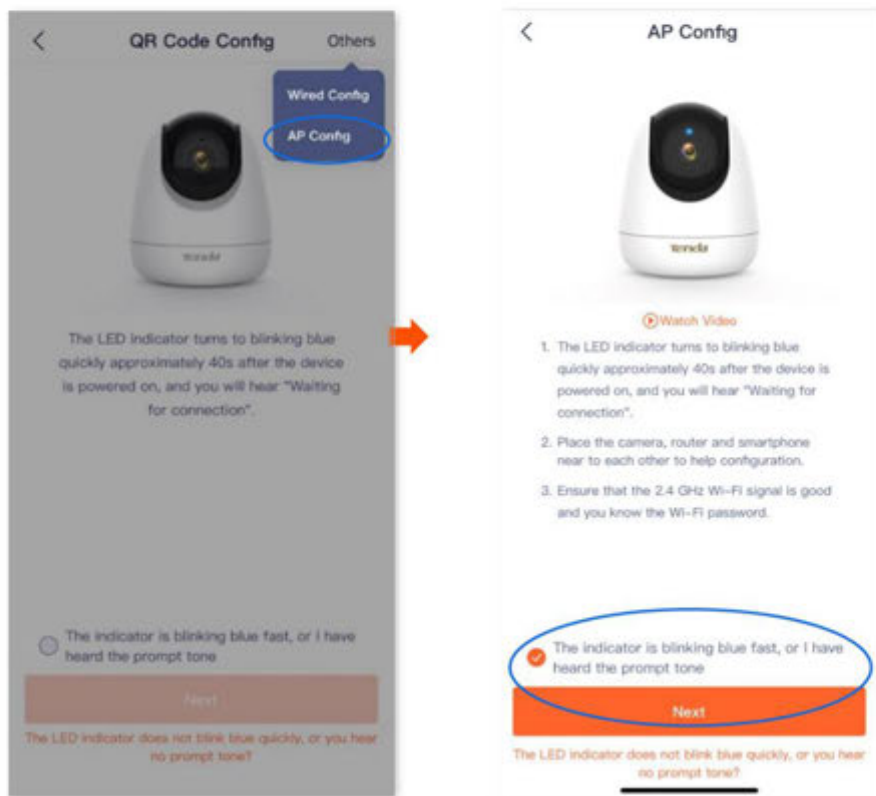 QR Code Config
Others
Wired Config
AP Config
Tenda
The LED indicator turns to blinking blue
quickly approximately 40s after the device
is powered on, and you will hear "Waiting
for connection".
The indicator is blinking blue fast, or I have
heard the prompt tone
Next
The LED indicator does not blink blue quickly, or you hear
no prompt tone?
AP Config
Tenda
Watch Video
1. The LED indicator turns to blinking blue
quickly approximately 40s after the device is
powered on, and you will hear "Waiting for
connection".
2. Place the camera, router and smartphone
near to each other to help configuration.
3. Ensure that the 2.4 GHz Wi-Fi signal is good
and you know the Wi-Fi password.
The indicator is blinking blue fast, or I have
heard the prompt tone
Next
The LED indicator does not blink blue quickly, or you hear
no prompt tone?